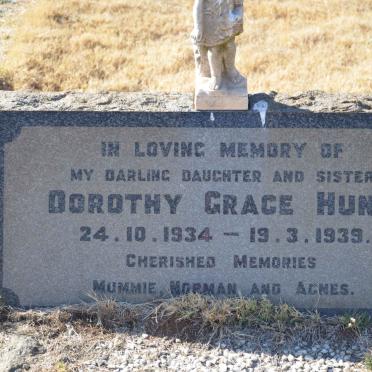 IN LOVING MEMORY OF
MY DARLING DAUGHTER AND SISTER
DOROTHY GRACE
24.10.1934 – 19.3.1939.
CHERISHED MEMORIES
MUMMIE, NORMAN AND AGNES.